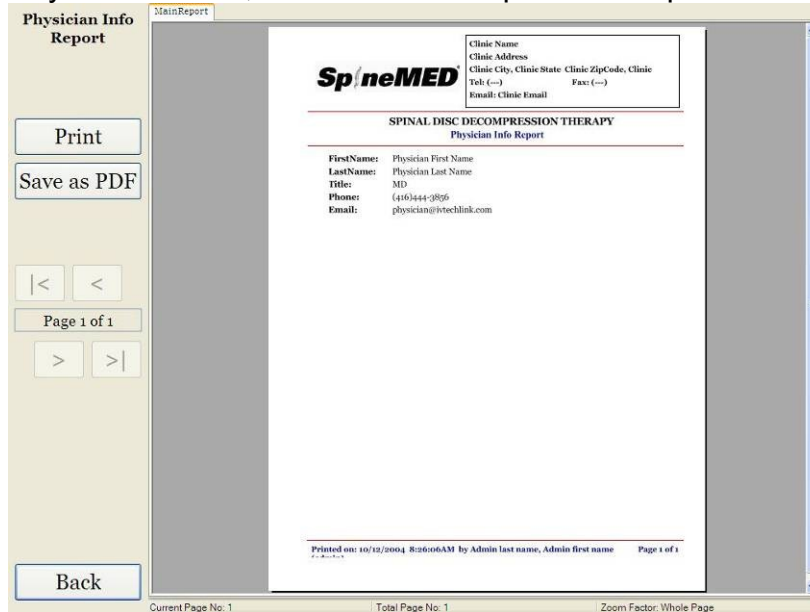 Physician Info
Report
Print
Save as PDF
|<
<
Page 1 of 1
>
>|
Back
MainReport
SpineMED
Clinic Name
Clinic Address
Clinic City, Clinic State Clinic ZipCode, Clinic
Tel: (---) Fax: (---)
Email: Clinic Email
SPINAL DISC DECOMPRESSION THERAPY
Physician Info Report
FirstName: Physician First Name
LastName: Physician Last Name
Title: MD
Phone: (416)444-3856
Email: physician@ivtechlink.com
Printed on: 10/12/2004 8:26:06AM by Admin last name, Admin first name Page 1 of 1
Current Page No: 1 Total Page No: 1 Zoom Factor: Whole Page